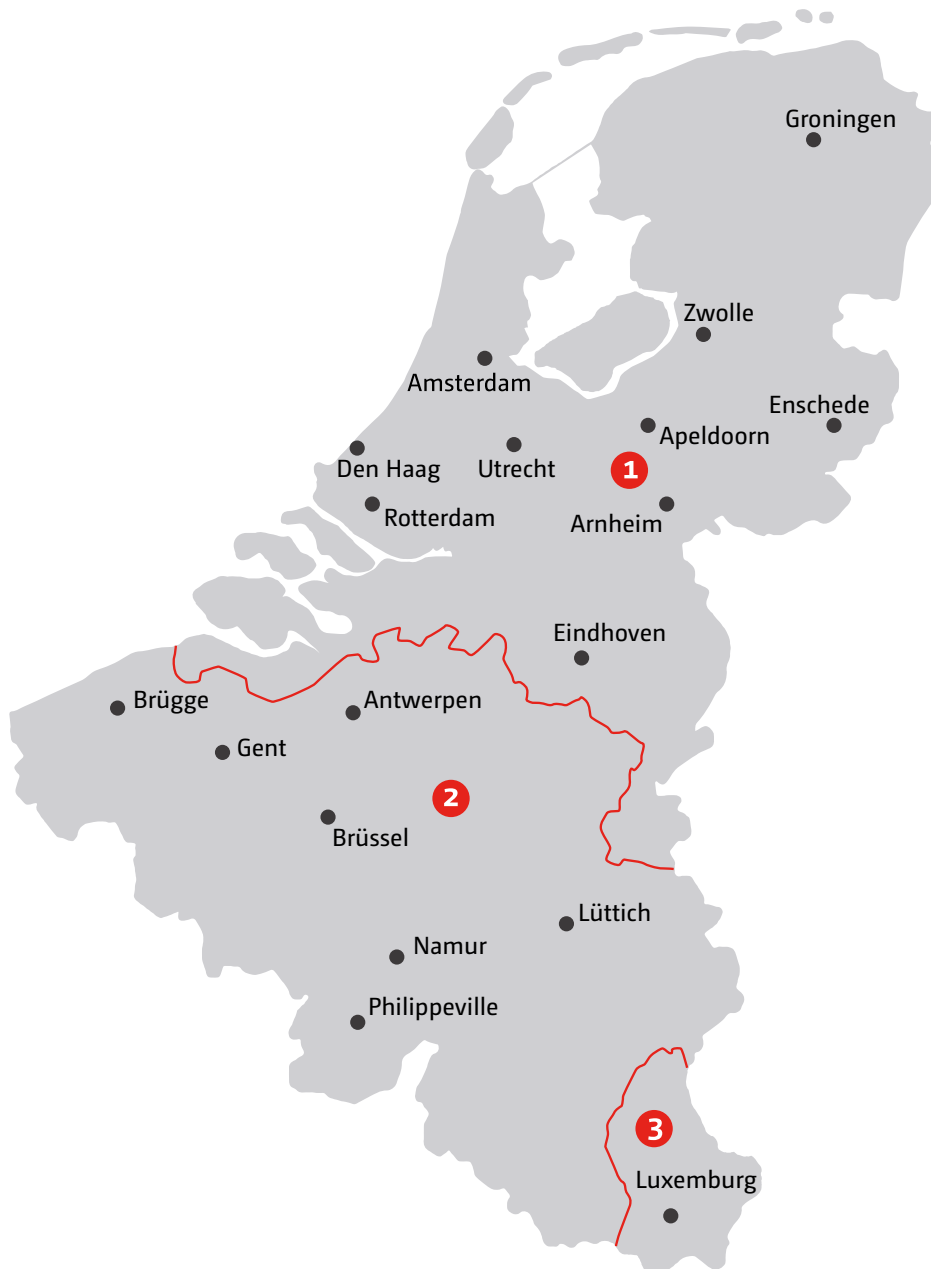 Groningen
Zwolle
Amsterdam
Enschede
Apeldoorn
Den Haag
Utrecht
1
Rotterdam
Arnheim
Eindhoven
Brügge
Antwerpen
Gent
2
Brüssel
Lüttich
Namur
Philippeville
3
Luxemburg